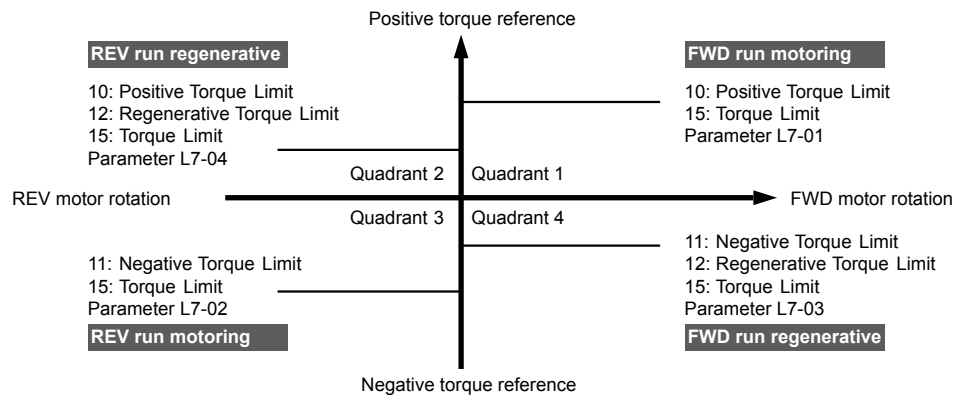 Positive torque reference
REV run regenerative
10: Positive Torque Limit
12: Regenerative Torque Limit
15: Torque Limit
Parameter L7-04
FWD run motoring
10: Positive Torque Limit
15: Torque Limit
Parameter L7-01
Quadrant 2
Quadrant 1
REV motor rotation
FWD motor rotation
Quadrant 3
Quadrant 4
11: Negative Torque Limit
15: Torque Limit
Parameter L7-02
REV run motoring
11: Negative Torque Limit
12: Regenerative Torque Limit
15: Torque Limit
Parameter L7-03
FWD run regenerative
Negative torque reference